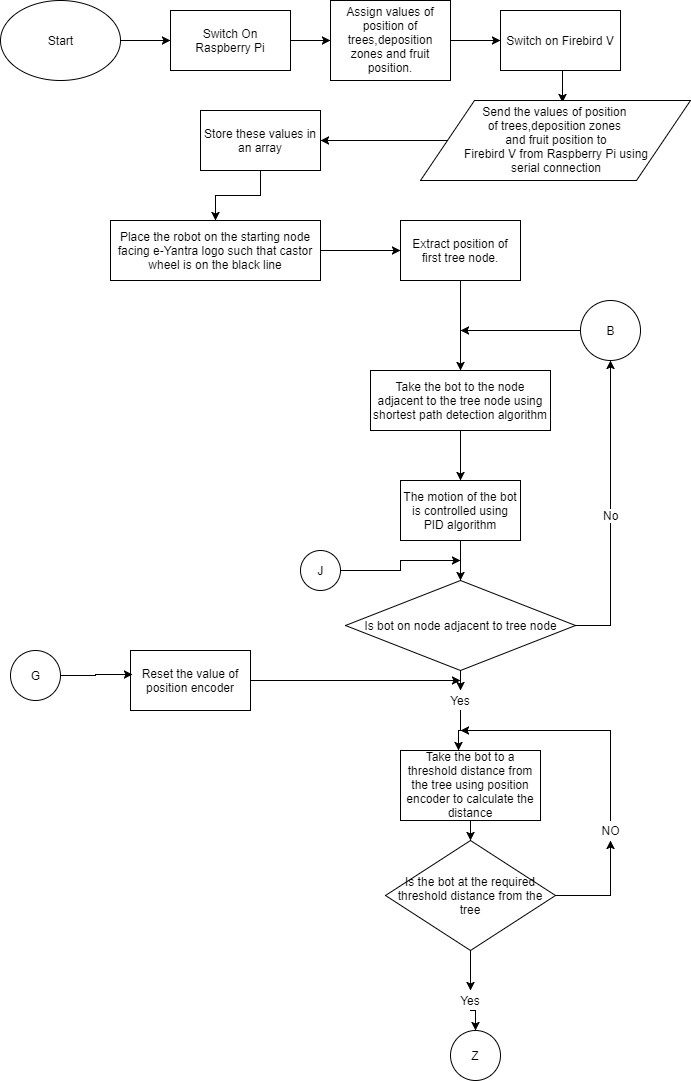 Start
Switch On
Raspberry Pi
Assign values of
position of
trees,deposition
zones and fruit
position.
Switch on Firebird V
Send the values of position
of trees,deposition zones
and fruit position to
Firebird V from Raspberry Pi using
serial connection
Store these values in
an array
Place the robot on the starting node
facing e-Yantra logo such that castor
wheel is on the black line
Extract position of
first tree node.
B
Take the bot to the node
adjacent to the tree node using
shortest path detection algorithm
The motion of the bot
is controlled using
PID algorithm
No
J
Is bot on node adjacent to tree node
G
Reset the value of
position encoder
Yes
Take the bot to a
threshold distance from
the tree using position
encoder to calculate the
distance
NO
Is the bot at the required
threshold distance from the
tree
Yes
Z